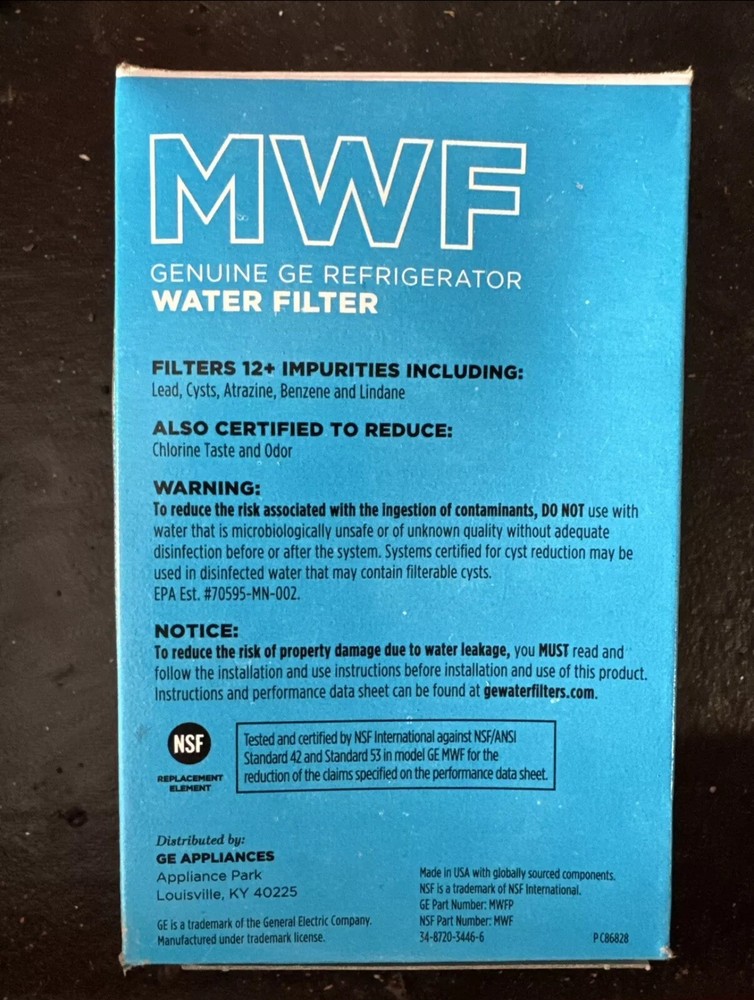 MWF
GENUINE GE REFRIGERATOR
WATER FILTER
FILTERS 12+ IMPURITIES INCLUDING:
Lead, Cysts, Atrazine, Benzene and Lindane
ALSO CERTIFIED TO REDUCE:
Chlorine Taste and Odor
WARNING:
To reduce the risk associated with the ingestion of contaminants, DO NOT use with
water that is microbiologically unsafe or of unknown quality without adequate
disinfection before or after the system. Systems certified for cyst reduction may be
used in disinfected water that may contain filterable cysts.
EPA Est. #70595-MN-002.
NOTICE:
To reduce the risk of property damage due to water leakage, you MUST read and
follow the installation and use instructions before installation and use of this product.
Instructions and performance data sheet can be found at gewaterfilters.com.
NSF
REPLACEMENT
ELEMENT
Tested and certified by NSF International against NSF/ANSI
Standard 42 and Standard 53 in model GE MWF for the
reduction of the claims specified on the performance data sheet.
Distributed by:
GE APPLIANCES
Appliance Park
Louisville, KY 40225
GE is a trademark of the General Electric Company.
Manufactured under trademark license.
Made in USA with globally sourced components.
NSF is a trademark of NSF International.
GE Part Number: MWFP
NSF Part Number: MWF
34-8720-3446-6
PC86828